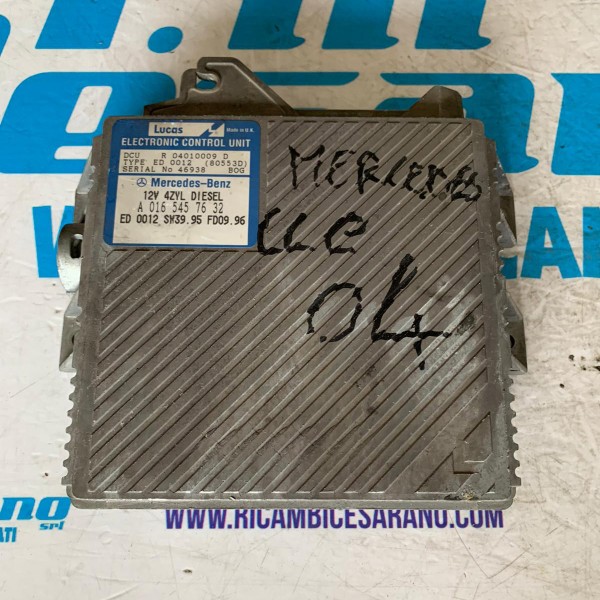 Lucas Made in U.K.
ELECTRONIC CONTROL UNIT
DCU R 04010009 D
TYPE ED 0012 (80553D)
SERIAL No 46938 BOG
Mercedes-Benz
12V 4ZYL DIESEL
A 016 545 76 32
ED 0012 SW39.95 FD09.96
MERCEDES
04
srl
WWW.RICAMBICESARANO.COM